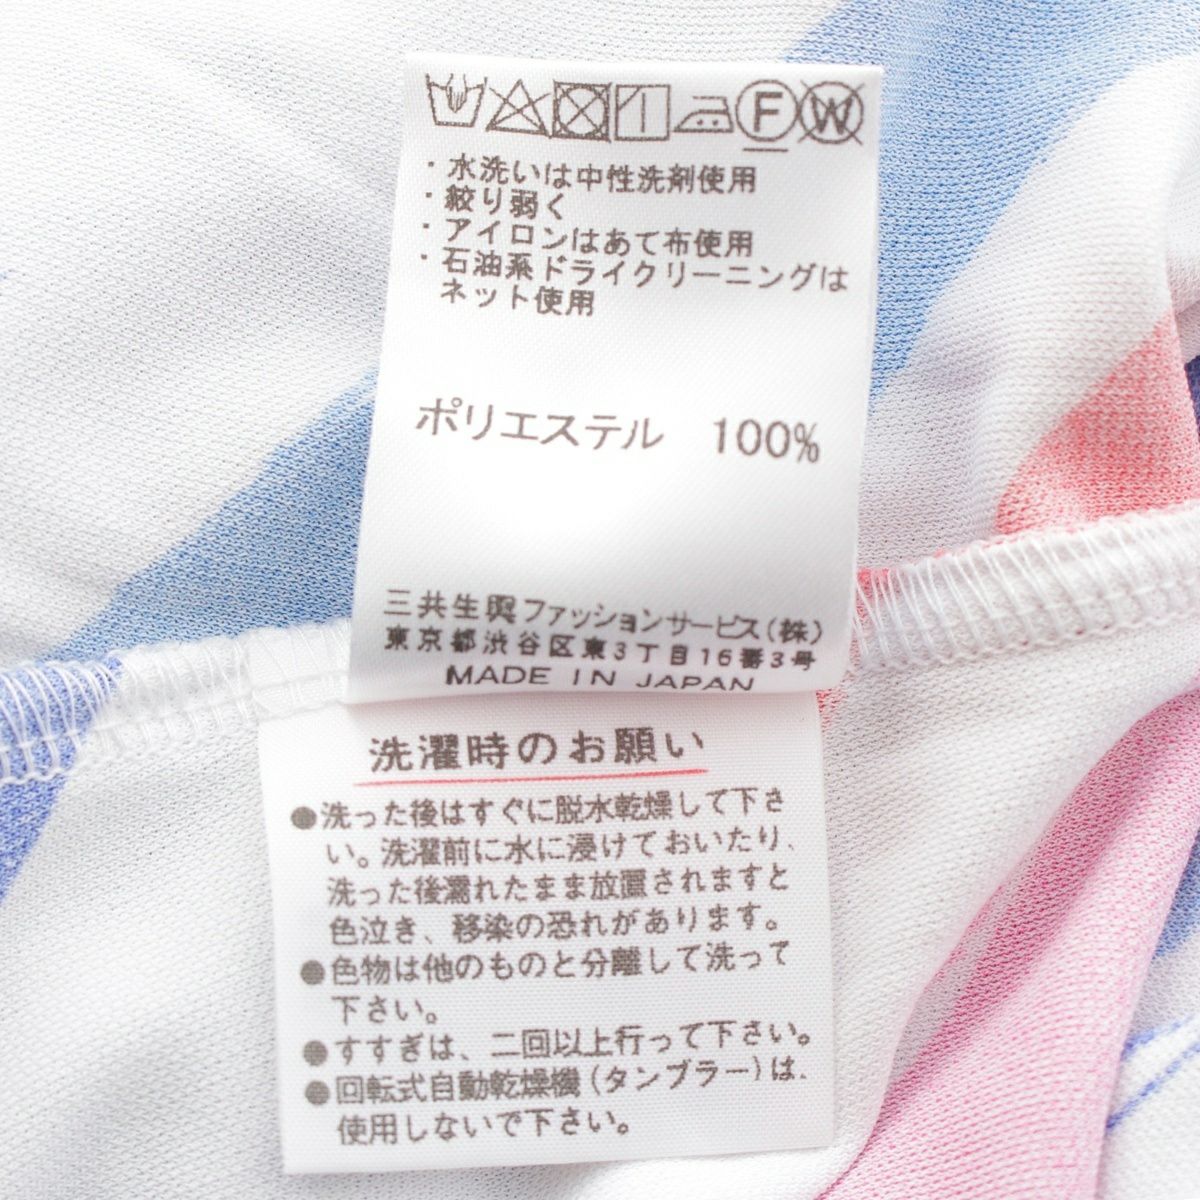 F W
・水洗いは中性洗剤使用
・絞り弱く
・アイロンはあて布使用
・石油系ドライクリーニングは
ネット使用
ポリエステル 100%
三共生興ファッションサービス(株)
東京都渋谷区東3丁目16番3号
MADE IN JAPAN
洗濯時のお願い
●洗った後はすぐに脱水乾燥して下さ
い。洗濯前に水に浸けておいたり、
洗った後濡れたまま放置されますと
色泣き、移染の恐れがあります。
●色物は他のものと分離して洗って
下さい。
●すすぎは、二回以上行って下さい。
●回転式自動乾燥機(タンブラー)は、
使用しないで下さい。